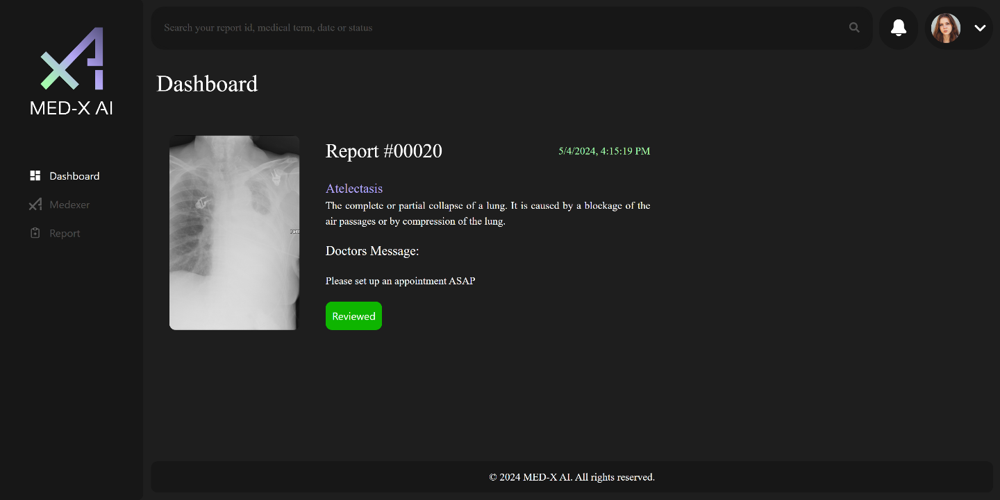 Search your report id, medical term, date or status
MED-X AI
Dashboard
Medexer
Report
Dashboard
Report #00020
5/4/2024, 4:15:19 PM
Atelectasis
The complete or partial collapse of a lung. It is caused by a blockage of the
air passages or by compression of the lung.
Doctors Message:
Please set up an appointment ASAP
Reviewed
© 2024 MED-X AI. All rights reserved.